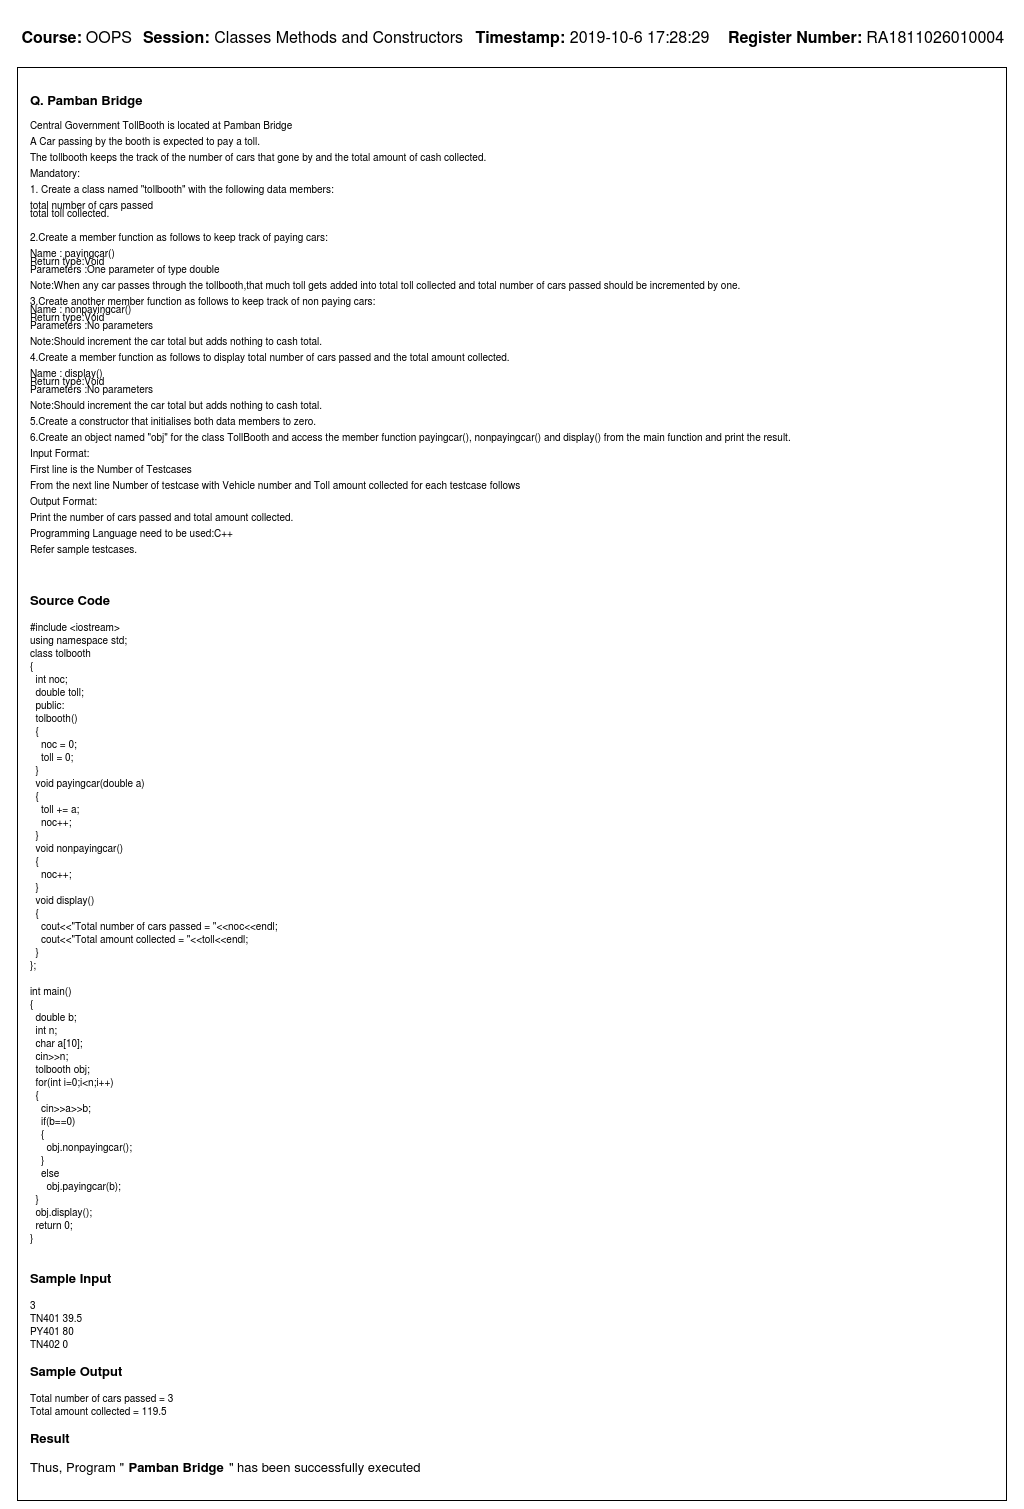 Course: OOPS Session: Classes Methods and Constructors Timestamp: 2019-10-6 17:28:29 Register Number: RA1811026010004
Q. Pamban Bridge
Central Government TollBooth is located at Pamban Bridge
A Car passing by the booth is expected to pay a toll.
The tollbooth keeps the track of the number of cars that gone by and the total amount of cash collected.
Mandatory:
1. Create a class named "tollbooth" with the following data members:
total number of cars passed
total toll collected.
2.Create a member function as follows to keep track of paying cars:
Name : payingcar()
Return type:Void
Parameters :One parameter of type double
Note:When any car passes through the tollbooth,that much toll gets added into total toll collected and total number of cars passed should be incremented by one.
3.Create another member function as follows to keep track of non paying cars:
Name : nonpayingcar()
Return type:Void
Parameters :No parameters
Note:Should increment the car total but adds nothing to cash total.
4.Create a member function as follows to display total number of cars passed and the total amount collected.
Name : display()
Return type:Void
Parameters :No parameters
Note:Should increment the car total but adds nothing to cash total.
5.Create a constructor that initialises both data members to zero.
6.Create an object named "obj" for the class TollBooth and access the member function payingcar(), nonpayingcar() and display() from the main function and print the result.
Input Format:
First line is the Number of Testcases
From the next line Number of testcase with Vehicle number and Toll amount collected for each testcase follows
Output Format:
Print the number of cars passed and total amount collected.
Programming Language need to be used:C++
Refer sample testcases.
Source Code
#include <iostream>
using namespace std;
class tolbooth
{
int noc;
double toll;
public:
tolbooth()
{
noc = 0;
toll = 0;
}
void payingcar(double a)
{
toll += a;
noc++;
}
void nonpayingcar()
{
noc++;
}
void display()
{
cout<<"Total number of cars passed = "<<noc<<endl;
cout<<"Total amount collected = "<<toll<<endl;
}
};
int main()
{
double b;
int n;
char a[10];
cin>>n;
tolbooth obj;
for(int i=0;i<n;i++)
{
cin>>a>>b;
if(b==0)
{
obj.nonpayingcar();
}
else
obj.payingcar(b);
}
obj.display();
return 0;
}
Sample Input
3
TN401 39.5
PY401 80
TN402 0
Sample Output
Total number of cars passed = 3
Total amount collected = 119.5
Result
Thus, Program " Pamban Bridge " has been successfully executed